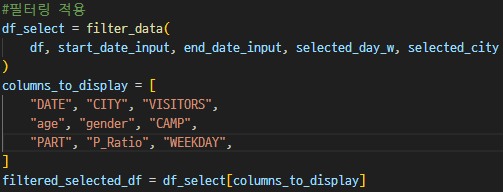 #필터링 적용
df_select = filter_data(
    df, start_date_input, end_date_input, selected_day_w, selected_city
)
columns_to_display = [
    "DATE", "CITY", "VISITORS",
    "age", "gender", "CAMP",
    "PART", "P_Ratio", "WEEKDAY",
]
filtered_selected_df = df_select[columns_to_display]